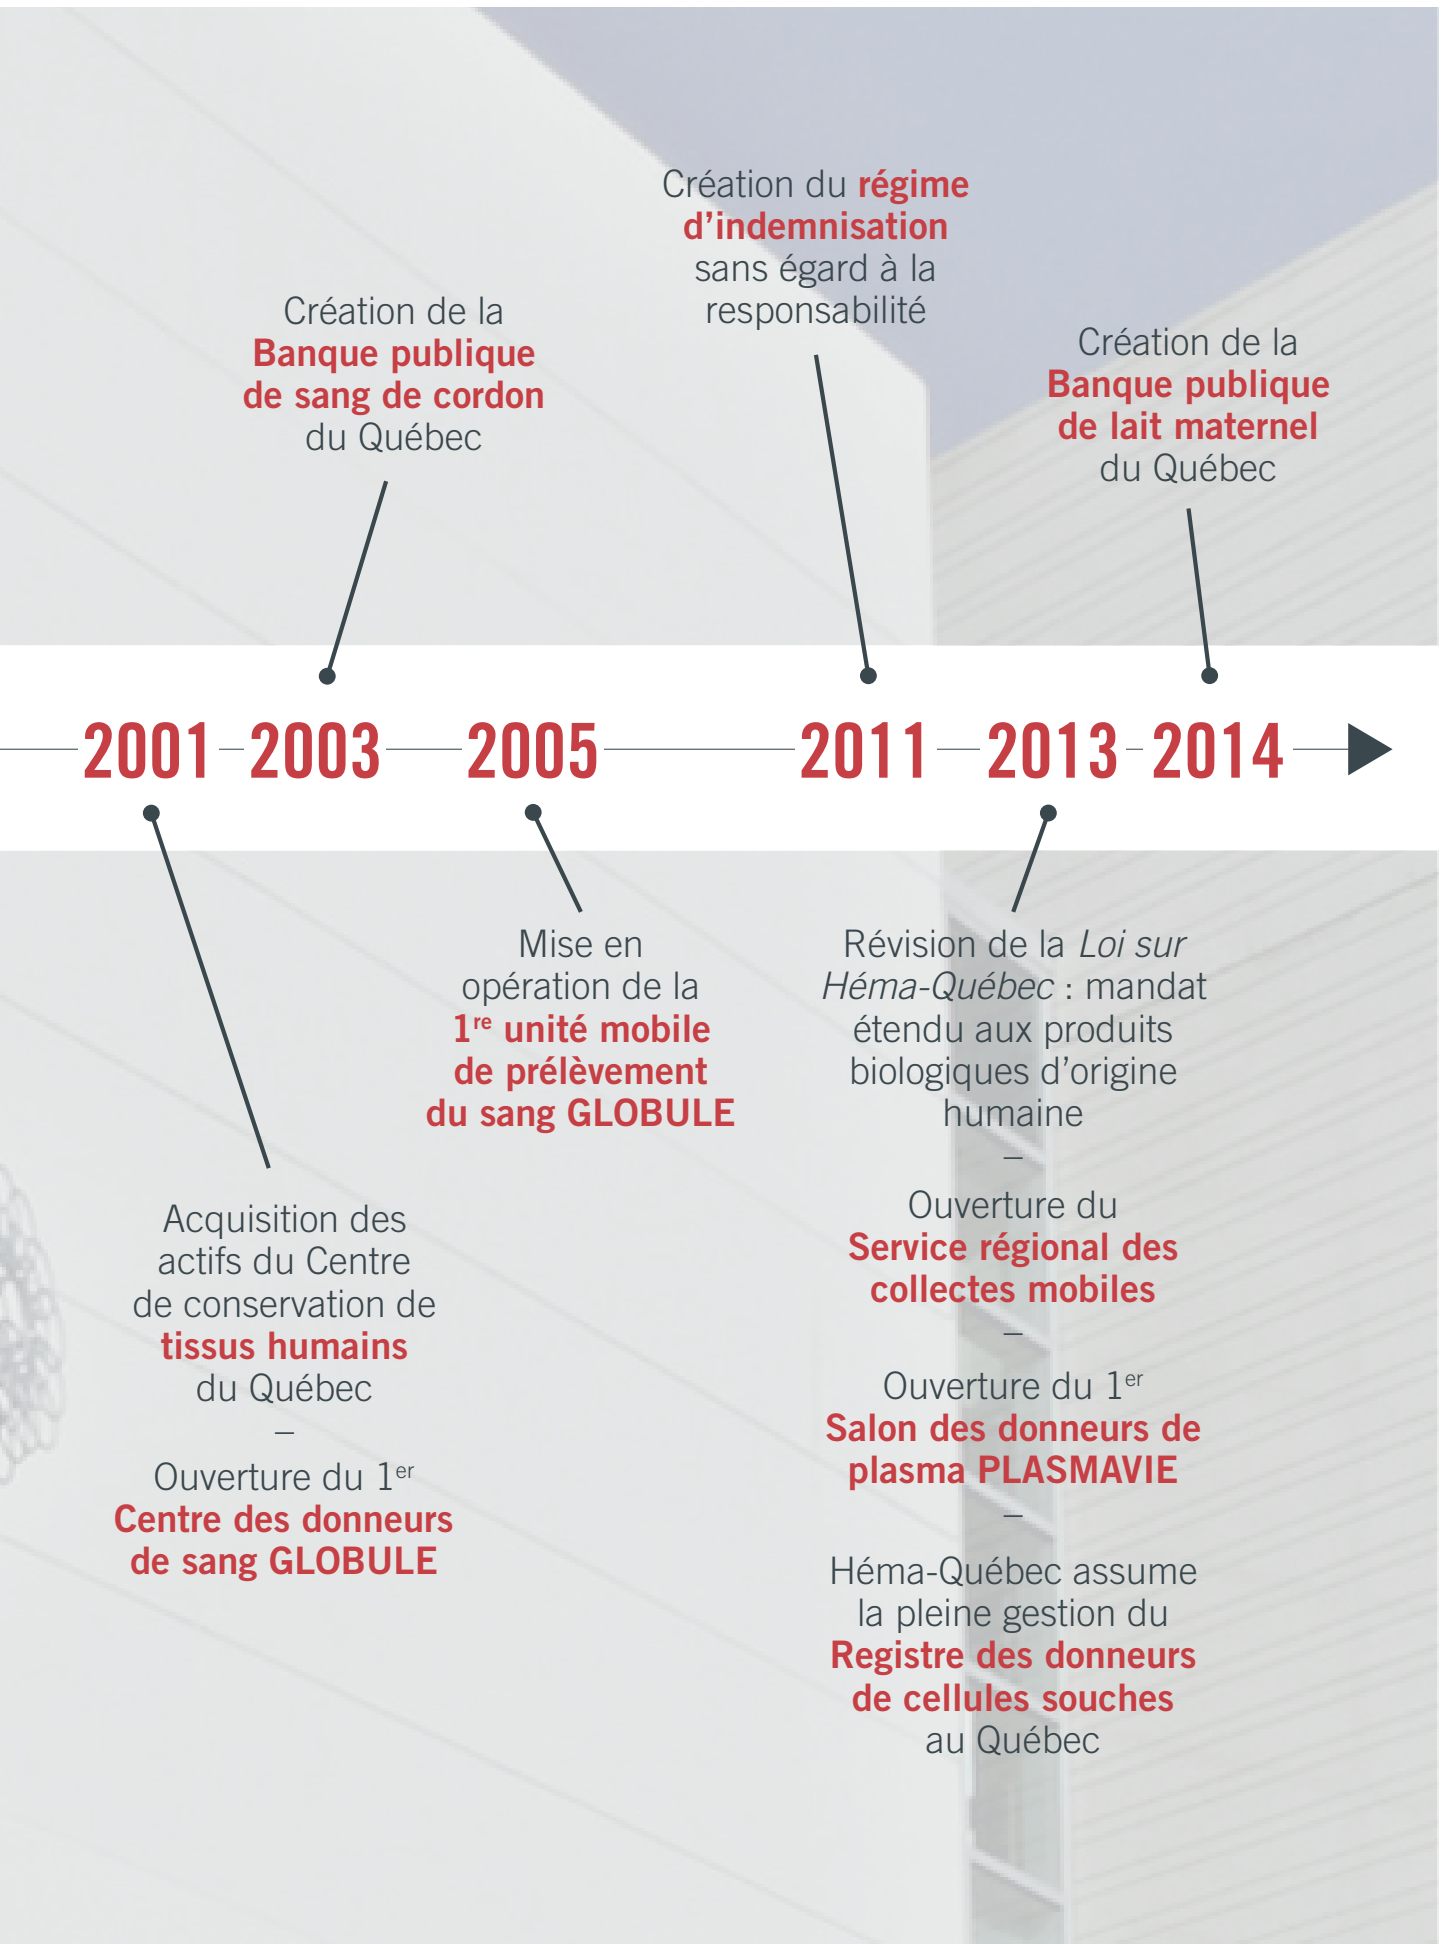 Création du régime
d’indemnisation
sans égard à la
responsabilité
Création de la
Banque publique
de sang de cordon
du Québec
Création de la
Banque publique
de lait maternel
du Québec
2001 2003 2005 2011 2013 2014
Mise en
opération de la
1re unité mobile
de prélèvement
du sang GLOBULE
Révision de la Loi sur
Héma-Québec : mandat
étendu aux produits
biologiques d’origine
humaine
–
Ouverture du
Service régional des
collectes mobiles
–
Ouverture du 1er
Salon des donneurs de
plasma PLASMAVIE
–
Héma-Québec assume
la pleine gestion du
Registre des donneurs
de cellules souches
au Québec
Acquisition des
actifs du Centre
de conservation de
tissus humains
du Québec
–
Ouverture du 1er
Centre des donneurs
de sang GLOBULE